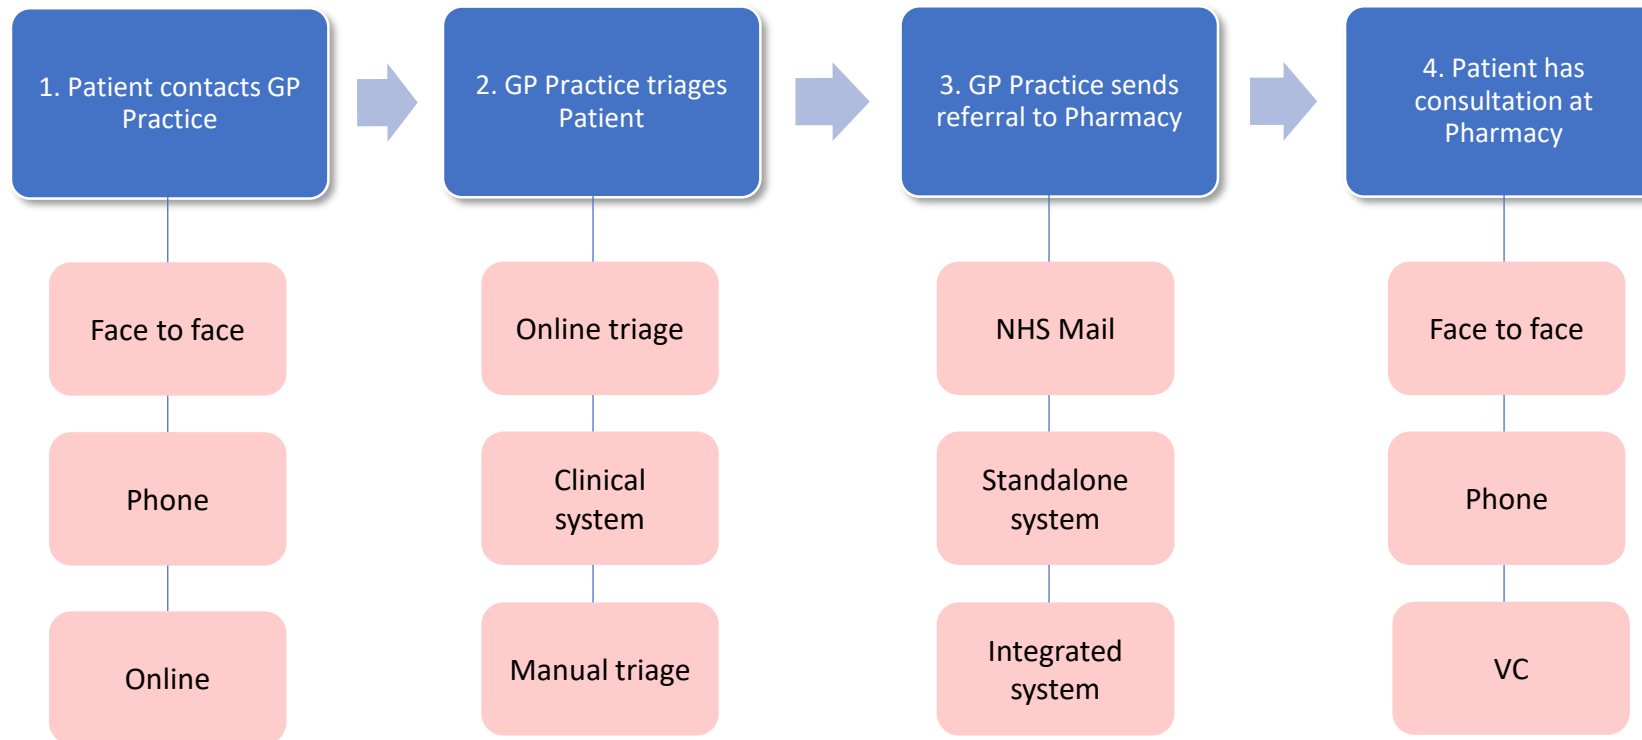 1. Patient contacts GP
Practice
2. GP Practice triages
Patient
3. GP Practice sends
referral to Pharmacy
4. Patient has
consultation at
Pharmacy
Face to face
Phone
Online
Online triage
Clinical
system
Manual triage
NHS Mail
Standalone
system
Integrated
system
Face to face
Phone
VC